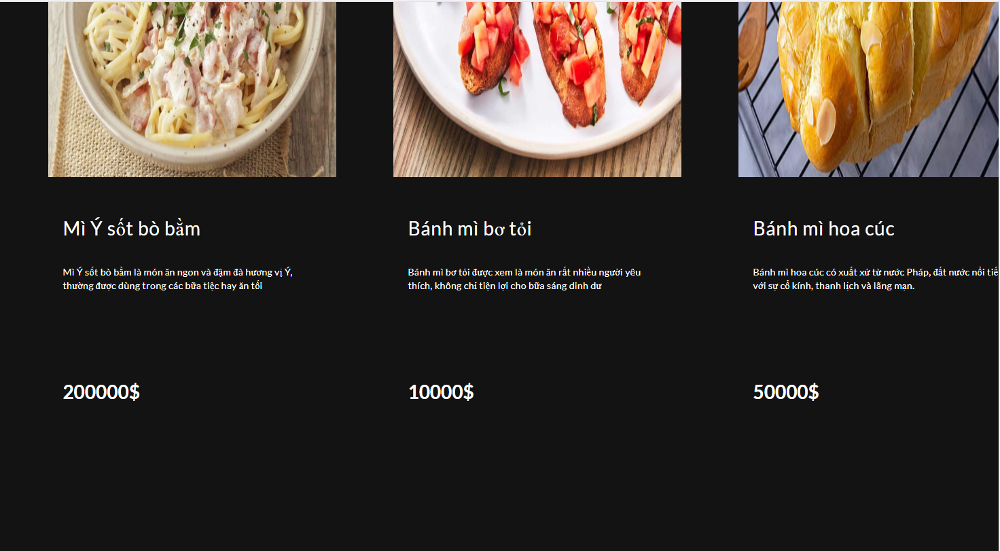 Mì Ý sốt bò bằm
Mì Ý sốt bò bằm là món ăn ngon và đậm đà hương vị Ý,
thường được dùng trong các bữa tiệc hay ăn tối
200000$
Bánh mì bơ tỏi
Bánh mì bơ tỏi được xem là món ăn rất nhiều người yêu
thích, không chỉ tiện lợi cho bữa sáng dinh dư
10000$
Bánh mì hoa cúc
Bánh mì hoa cúc có xuất xứ từ nước Pháp, đất nước nổi tiế
với sự cổ kính, thanh lịch và lãng mạn.
50000$